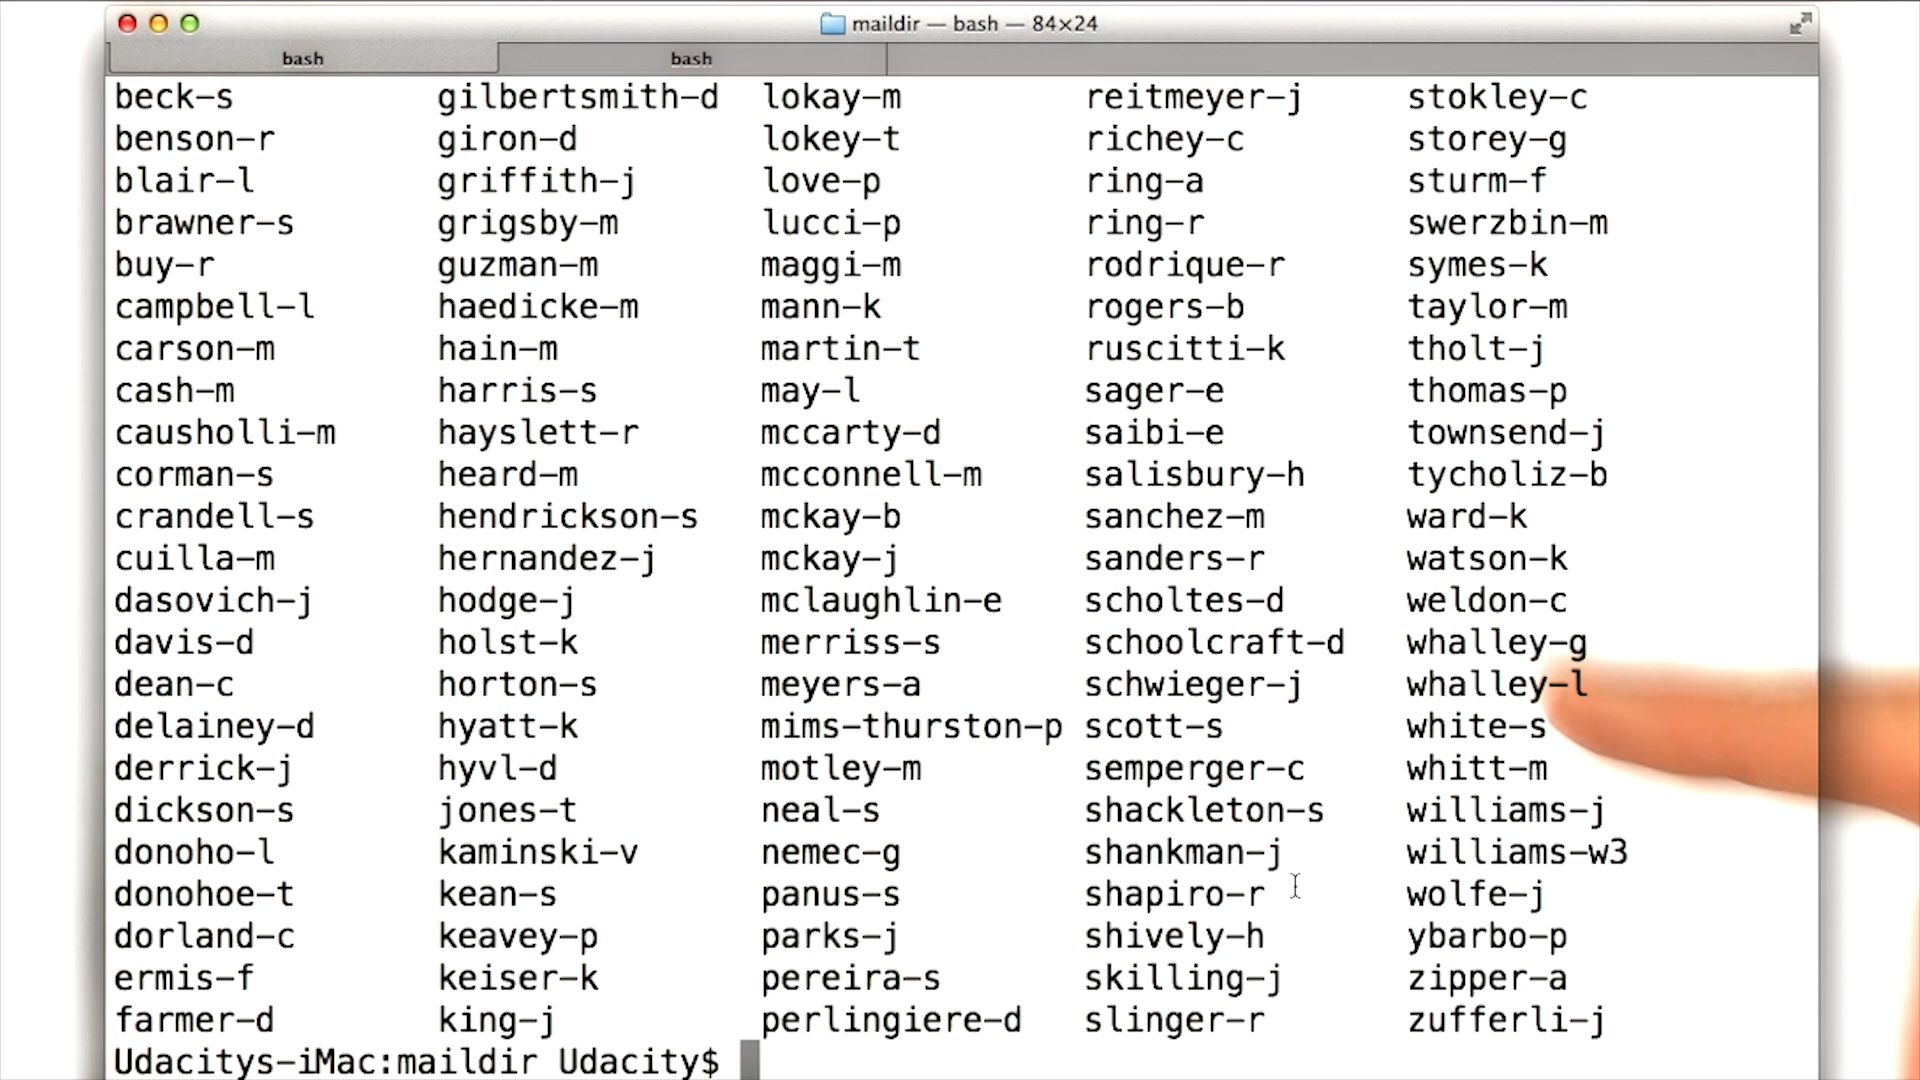 maildir — bash — 84×24
bash bash
beck-s gilbertsmith-d lokay-m reitmeyer-j stokley-c
benson-r giron-d lokey-t richey-c storey-g
blair-l griffith-j love-p ring-a sturm-f
brawner-s grigsby-m lucci-p ring-r swerzbin-m
buy-r guzman-m maggi-m rodrique-r symes-k
campbell-l haedicke-m mann-k rogers-b taylor-m
carson-m hain-m martin-t ruscitti-k tholt-j
cash-m harris-s may-l sager-e thomas-p
causholli-m hayslett-r mccarty-d saibi-e townsend-j
corman-s heard-m mcconnell-m salisbury-h tycholiz-b
crandell-s hendrickson-s mckay-b sanchez-m ward-k
cuilla-m hernandez-j mckay-j sanders-r watson-k
dasovich-j hodge-j mclaughlin-e scholtes-d weldon-c
davis-d holst-k merriss-s schoolcraft-d whalley-g
dean-c horton-s meyers-a schwieger-j whalley-l
delainey-d hyatt-k mims-thurston-p scott-s white-s
derrick-j hyvl-d motley-m semperger-c whitt-m
dickson-s jones-t neal-s shackleton-s williams-j
donoho-l kaminski-v nemec-g shankman-j williams-w3
donohoe-t kean-s panus-s shapiro-r wolfe-j
dorland-c keavey-p parks-j shively-h ybarbo-p
ermis-f keiser-k pereira-s skilling-j zipper-a
farmer-d king-j perlingiere-d slinger-r zufferli-j
Udacitys-iMac:maildir Udacity$